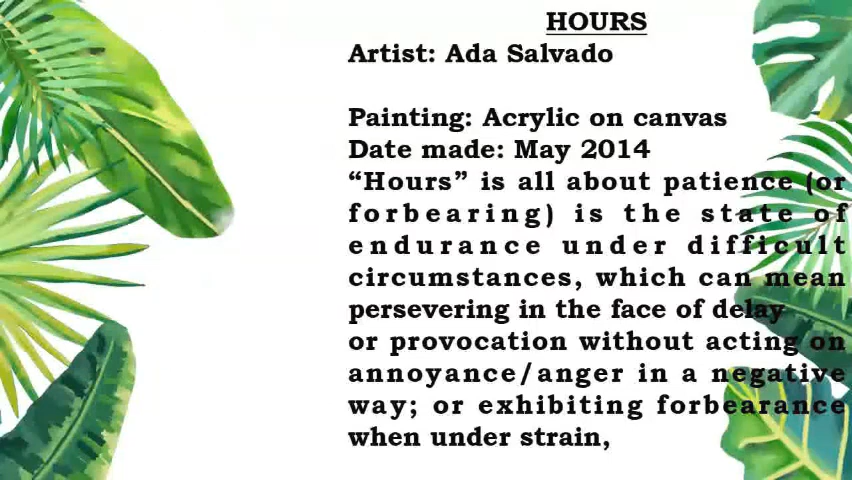 HOURS
Artist: Ada Salvado
Painting: Acrylic on canvas
Date made: May 2014
“Hours” is all about patience (or
forbearing) is the state of
endurance under difficult
circumstances, which can mean
persevering in the face of delay
or provocation without acting on
annoyance/anger in a negative
way; or exhibiting forbearance
when under strain,